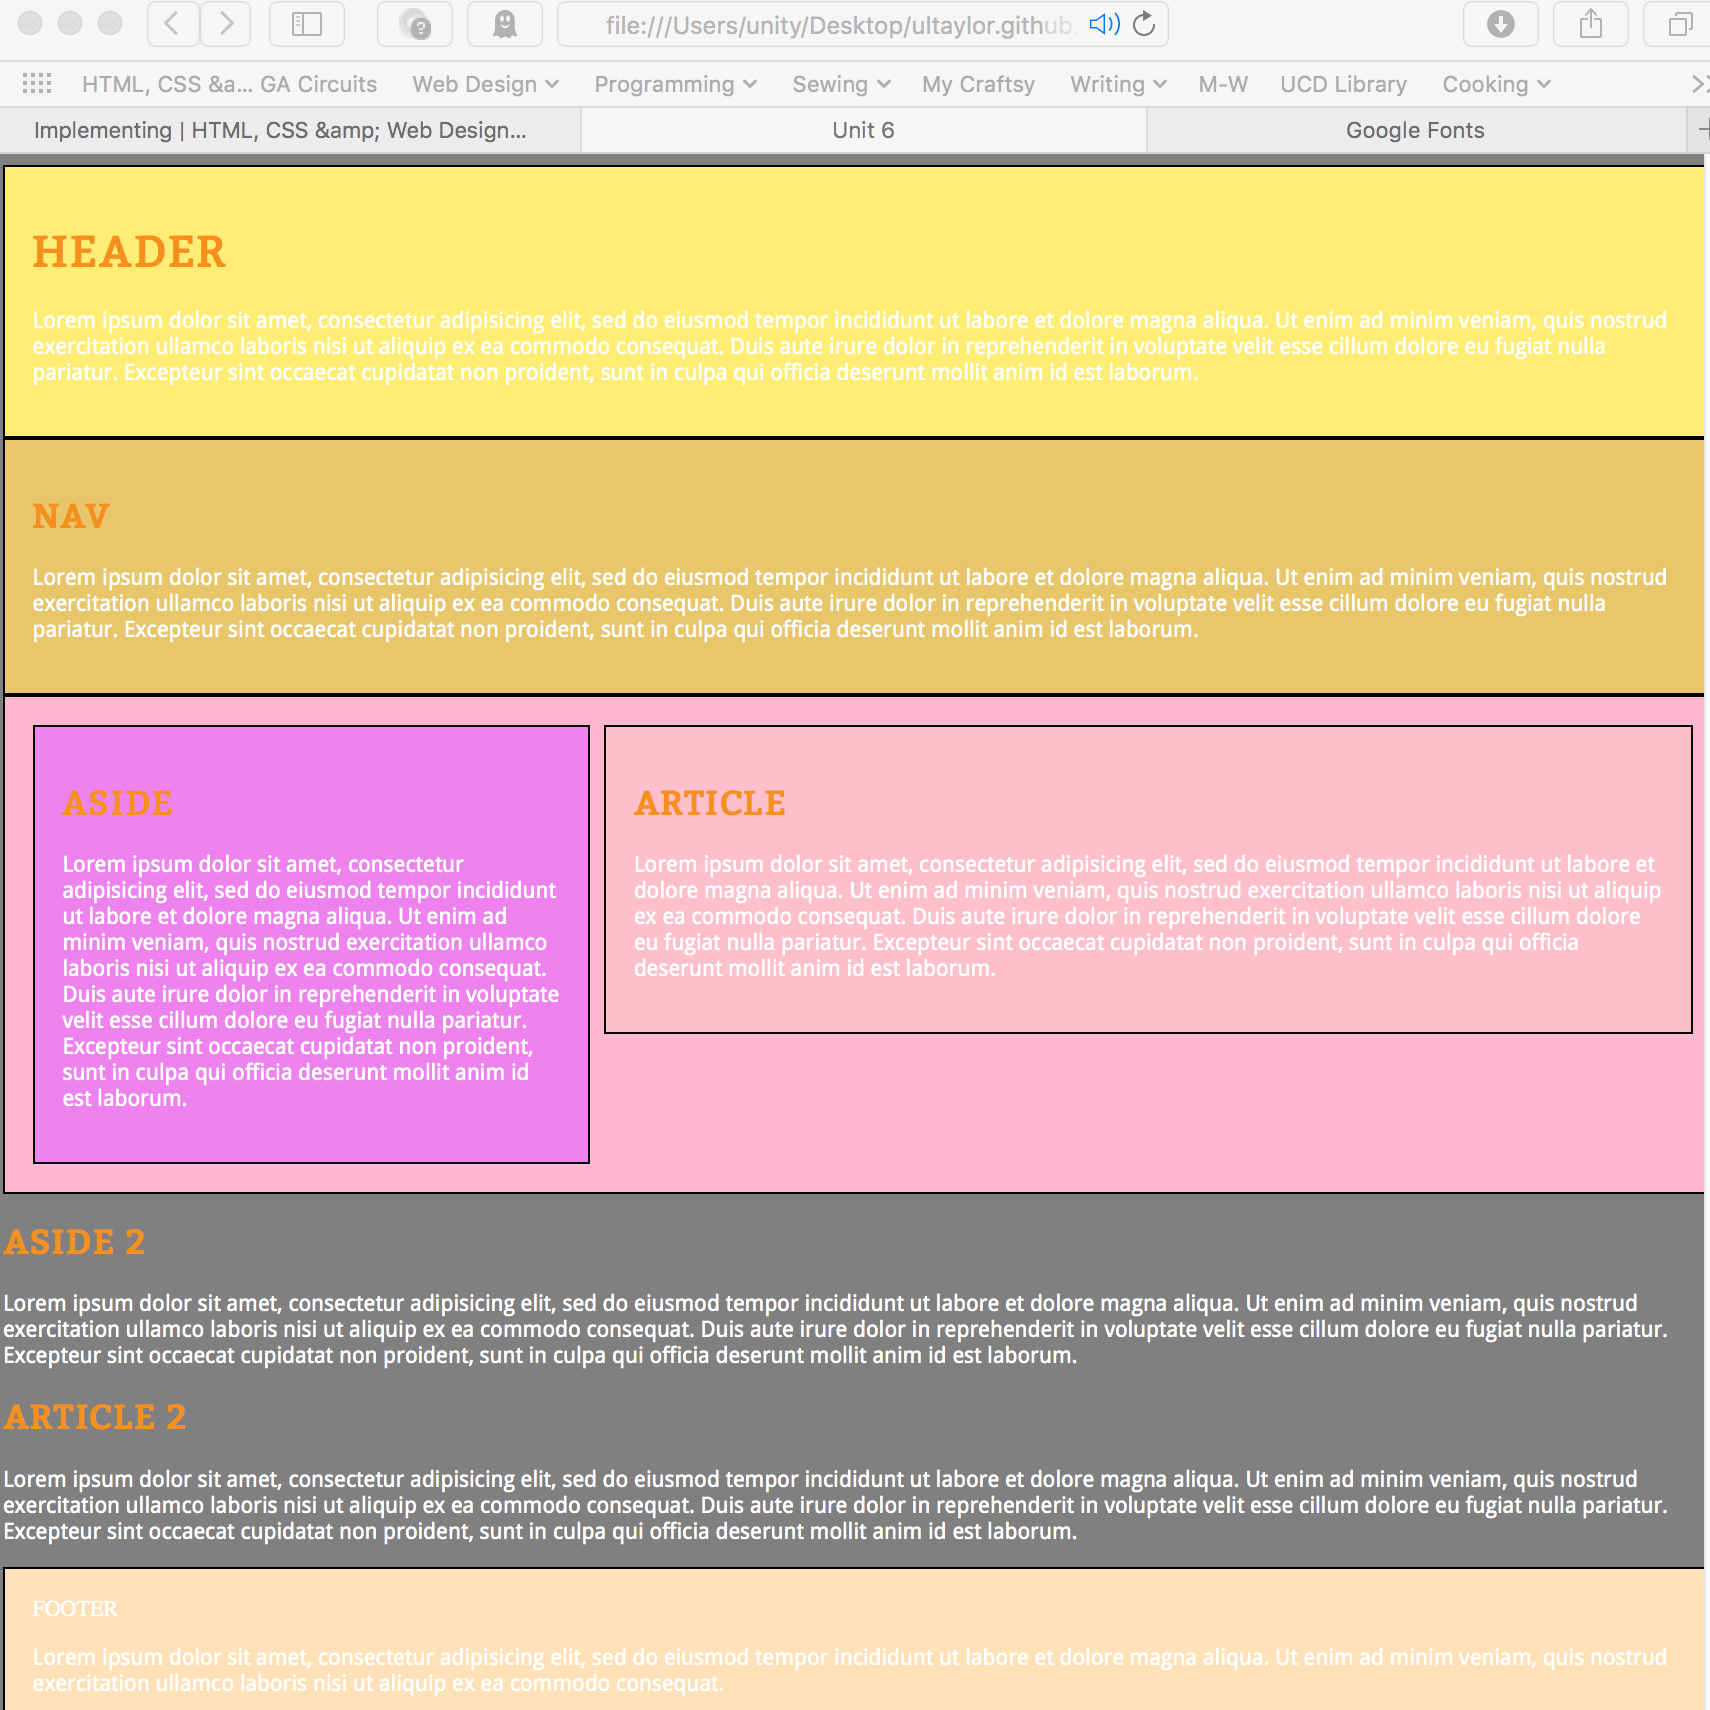 file:///Users/unity/Desktop/ultaylor.github.
HTML, CSS &a... GA Circuits Web Design Programming Sewing My Craftsy Writing M-W UCD Library Cooking
Implementing | HTML, CSS &amp; Web Design... Unit 6 Google Fonts
HEADER
Lorem ipsum dolor sit amet, consectetur adipisicing elit, sed do eiusmod tempor incididunt ut labore et dolore magna aliqua. Ut enim ad minim veniam, quis nostrud
exercitation ullamco laboris nisi ut aliquip ex ea commodo consequat. Duis aute irure dolor in reprehenderit in voluptate velit esse cillum dolore eu fugiat nulla
pariatur. Excepteur sint occaecat cupidatat non proident, sunt in culpa qui officia deserunt mollit anim id est laborum.
NAV
Lorem ipsum dolor sit amet, consectetur adipisicing elit, sed do eiusmod tempor incididunt ut labore et dolore magna aliqua. Ut enim ad minim veniam, quis nostrud
exercitation ullamco laboris nisi ut aliquip ex ea commodo consequat. Duis aute irure dolor in reprehenderit in voluptate velit esse cillum dolore eu fugiat nulla
pariatur. Excepteur sint occaecat cupidatat non proident, sunt in culpa qui officia deserunt mollit anim id est laborum.
ASIDE
Lorem ipsum dolor sit amet, consectetur
adipisicing elit, sed do eiusmod tempor incididunt
ut labore et dolore magna aliqua. Ut enim ad
minim veniam, quis nostrud exercitation ullamco
laboris nisi ut aliquip ex ea commodo consequat.
Duis aute irure dolor in reprehenderit in voluptate
velit esse cillum dolore eu fugiat nulla pariatur.
Excepteur sint occaecat cupidatat non proident,
sunt in culpa qui officia deserunt mollit anim id
est laborum.
ARTICLE
Lorem ipsum dolor sit amet, consectetur adipisicing elit, sed do eiusmod tempor incididunt ut labore et
dolore magna aliqua. Ut enim ad minim veniam, quis nostrud exercitation ullamco laboris nisi ut aliquip
ex ea commodo consequat. Duis aute irure dolor in reprehenderit in voluptate velit esse cillum dolore
eu fugiat nulla pariatur. Excepteur sint occaecat cupidatat non proident, sunt in culpa qui officia
deserunt mollit anim id est laborum.
ASIDE 2
Lorem ipsum dolor sit amet, consectetur adipisicing elit, sed do eiusmod tempor incididunt ut labore et dolore magna aliqua. Ut enim ad minim veniam, quis nostrud
exercitation ullamco laboris nisi ut aliquip ex ea commodo consequat. Duis aute irure dolor in reprehenderit in voluptate velit esse cillum dolore eu fugiat nulla pariatur.
Excepteur sint occaecat cupidatat non proident, sunt in culpa qui officia deserunt mollit anim id est laborum.
ARTICLE 2
Lorem ipsum dolor sit amet, consectetur adipisicing elit, sed do eiusmod tempor incididunt ut labore et dolore magna aliqua. Ut enim ad minim veniam, quis nostrud
exercitation ullamco laboris nisi ut aliquip ex ea commodo consequat. Duis aute irure dolor in reprehenderit in voluptate velit esse cillum dolore eu fugiat nulla pariatur.
Excepteur sint occaecat cupidatat non proident, sunt in culpa qui officia deserunt mollit anim id est laborum.
FOOTER
Lorem ipsum dolor sit amet, consectetur adipisicing elit, sed do eiusmod tempor incididunt ut labore et dolore magna aliqua. Ut enim ad minim veniam, quis nostrud
exercitation ullamco laboris nisi ut aliquip ex ea commodo consequat.